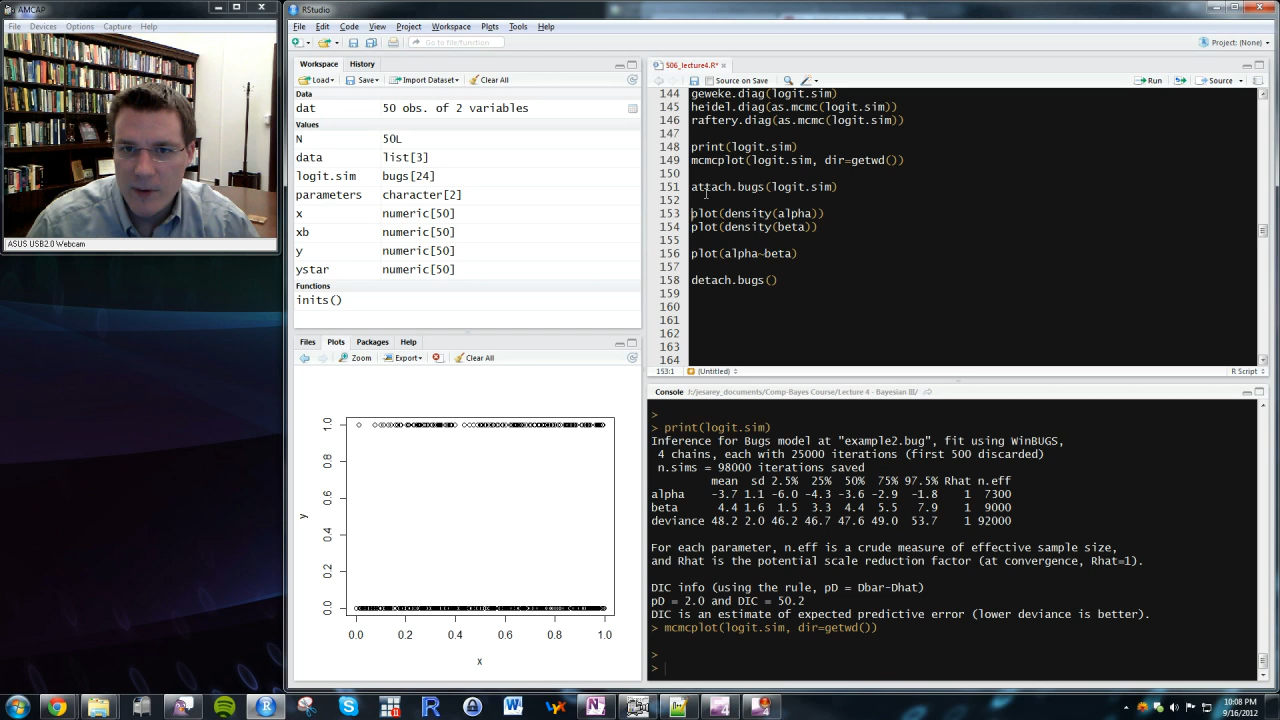 AMCAP
File Devices Options Capture Help
ASUS USB2.0 Webcam
RStudio
File Edit Code View Project Workspace Plots Tools Help
Go to file/function
Project: (None)
Workspace History
Load Save Import Dataset Clear All
Data
dat 50 obs. of 2 variables
Values
N 50L
data list[3]
logit.sim bugs[24]
parameters character[2]
x numeric[50]
xb numeric[50]
y numeric[50]
ystar numeric[50]
Functions
inits()
Files Plots Packages Help
Zoom Export Clear All
1.0
0.8
0.6
0.4
0.2
0.0
y
0.0 0.2 0.4 0.6 0.8 1.0
x
506_lecture4.R*
Source on Save Run Source
144 geweke.diag(logit.sim)
145 heidel.diag(as.mcmc(logit.sim))
146 raftery.diag(as.mcmc(logit.sim))
147
148 print(logit.sim)
149 mcmcplot(logit.sim, dir=getwd())
150
151 attach.bugs(logit.sim)
152
153 plot(density(alpha))
154 plot(density(beta))
155
156 plot(alpha~beta)
157
158 detach.bugs()
159
160
161
162
163
164
153:1 (Untitled) R Script
Console J:/jesarey_documents/Comp-Bayes Course/Lecture 4 - Bayesian III/
>
> print(logit.sim)
Inference for Bugs model at "example2.bug", fit using WinBUGS,
4 chains, each with 25000 iterations (first 500 discarded)
n.sims = 98000 iterations saved
mean sd 2.5% 25% 50% 75% 97.5% Rhat n.eff
alpha -3.7 1.1 -6.0 -4.3 -3.6 -2.9 -1.8 1 7300
beta 4.4 1.6 1.5 3.3 4.4 5.5 7.9 1 9000
deviance 48.2 2.0 46.2 46.7 47.6 49.0 53.7 1 92000
For each parameter, n.eff is a crude measure of effective sample size,
and Rhat is the potential scale reduction factor (at convergence, Rhat=1).
DIC info (using the rule, pD = Dbar-Dhat)
pD = 2.0 and DIC = 50.2
DIC is an estimate of expected predictive error (lower deviance is better).
> mcmcplot(logit.sim, dir=getwd())
>
>
10:08 PM
9/16/2012